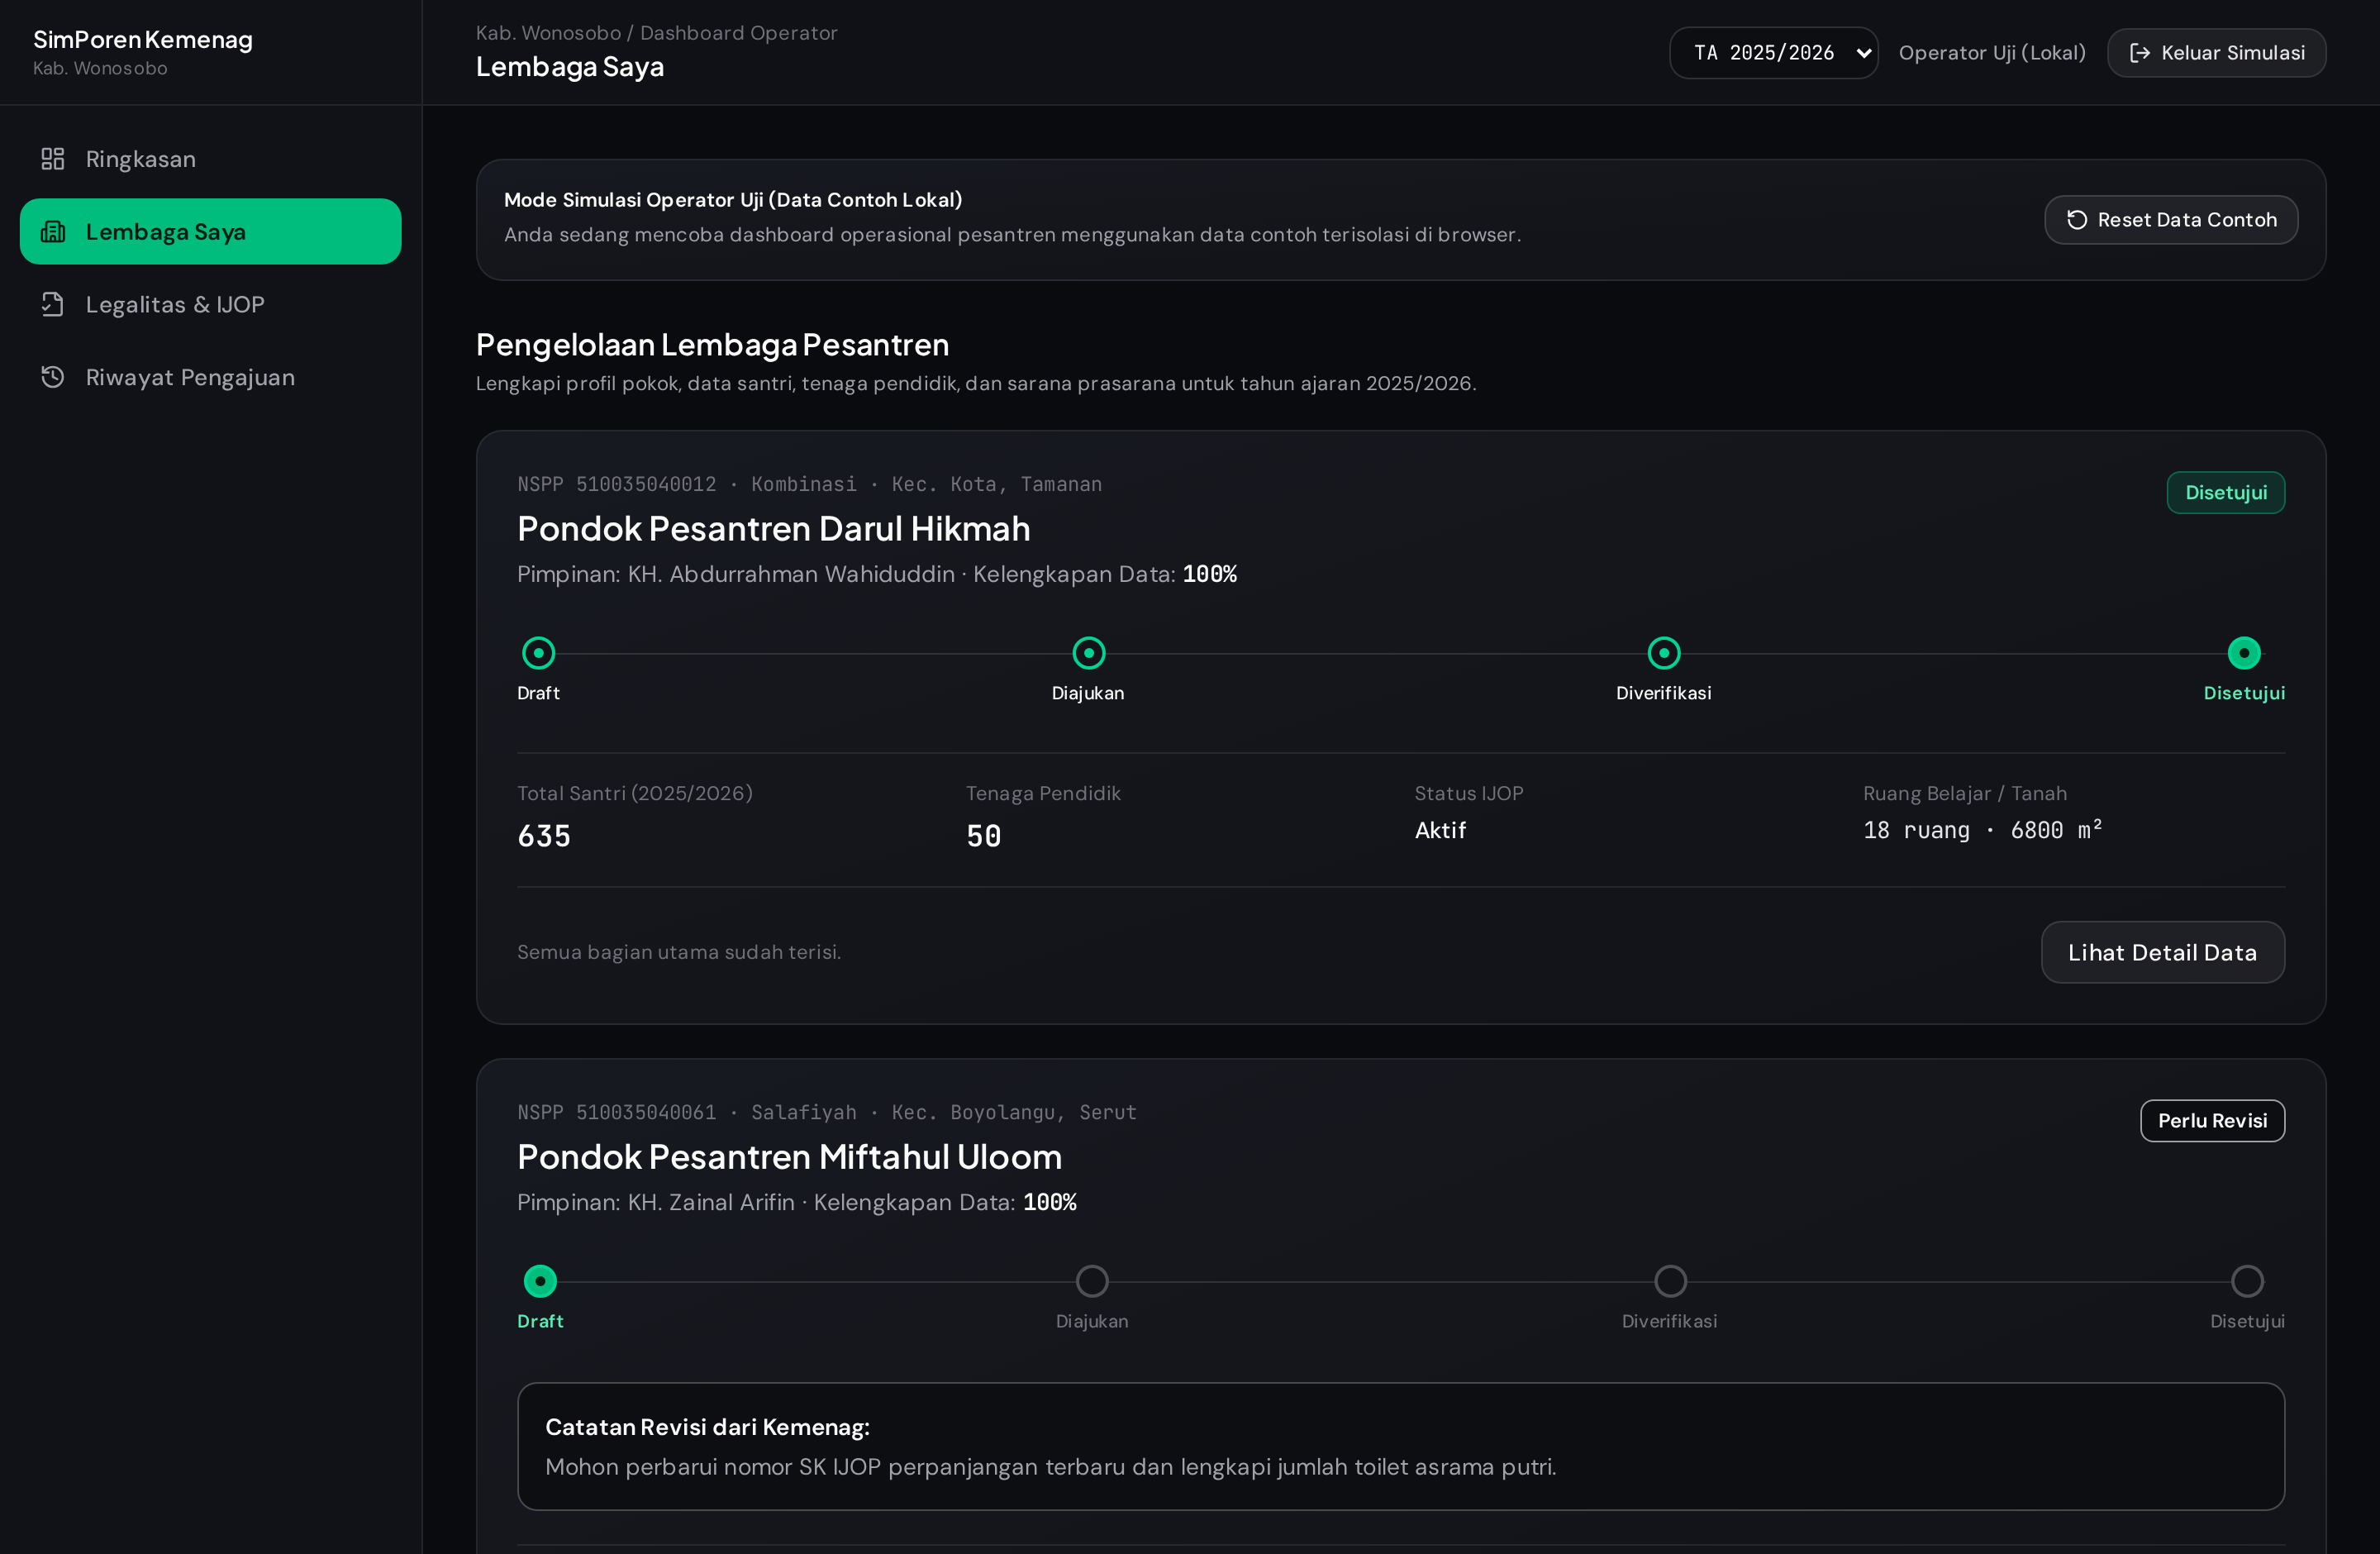 SimPoren Kemenag
Kab. Wonosobo
Ringkasan
Lembaga Saya
Legalitas & IJOP
Riwayat Pengajuan
Kab. Wonosobo / Dashboard Operator
Lembaga Saya
TA 2025/2026
Operator Uji (Lokal)
Keluar Simulasi
Mode Simulasi Operator Uji (Data Contoh Lokal)
Anda sedang mencoba dashboard operasional pesantren menggunakan data contoh terisolasi di browser.
Reset Data Contoh
Pengelolaan Lembaga Pesantren
Lengkapi profil pokok, data santri, tenaga pendidik, dan sarana prasarana untuk tahun ajaran 2025/2026.
NSPP 510035040012 · Kombinasi · Kec. Kota, Tamanan
Disetujui
Pondok Pesantren Darul Hikmah
Pimpinan: KH. Abdurrahman Wahiduddin · Kelengkapan Data: 100%
Draft
Diajukan
Diverifikasi
Disetujui
Total Santri (2025/2026)
635
Tenaga Pendidik
50
Status IJOP
Aktif
Ruang Belajar / Tanah
18 ruang · 6800 m²
Semua bagian utama sudah terisi.
Lihat Detail Data
NSPP 510035040061 · Salafiyah · Kec. Boyolangu, Serut
Perlu Revisi
Pondok Pesantren Miftahul Uloom
Pimpinan: KH. Zainal Arifin · Kelengkapan Data: 100%
Draft
Diajukan
Diverifikasi
Disetujui
Catatan Revisi dari Kemenag:
Mohon perbarui nomor SK IJOP perpanjangan terbaru dan lengkapi jumlah toilet asrama putri.